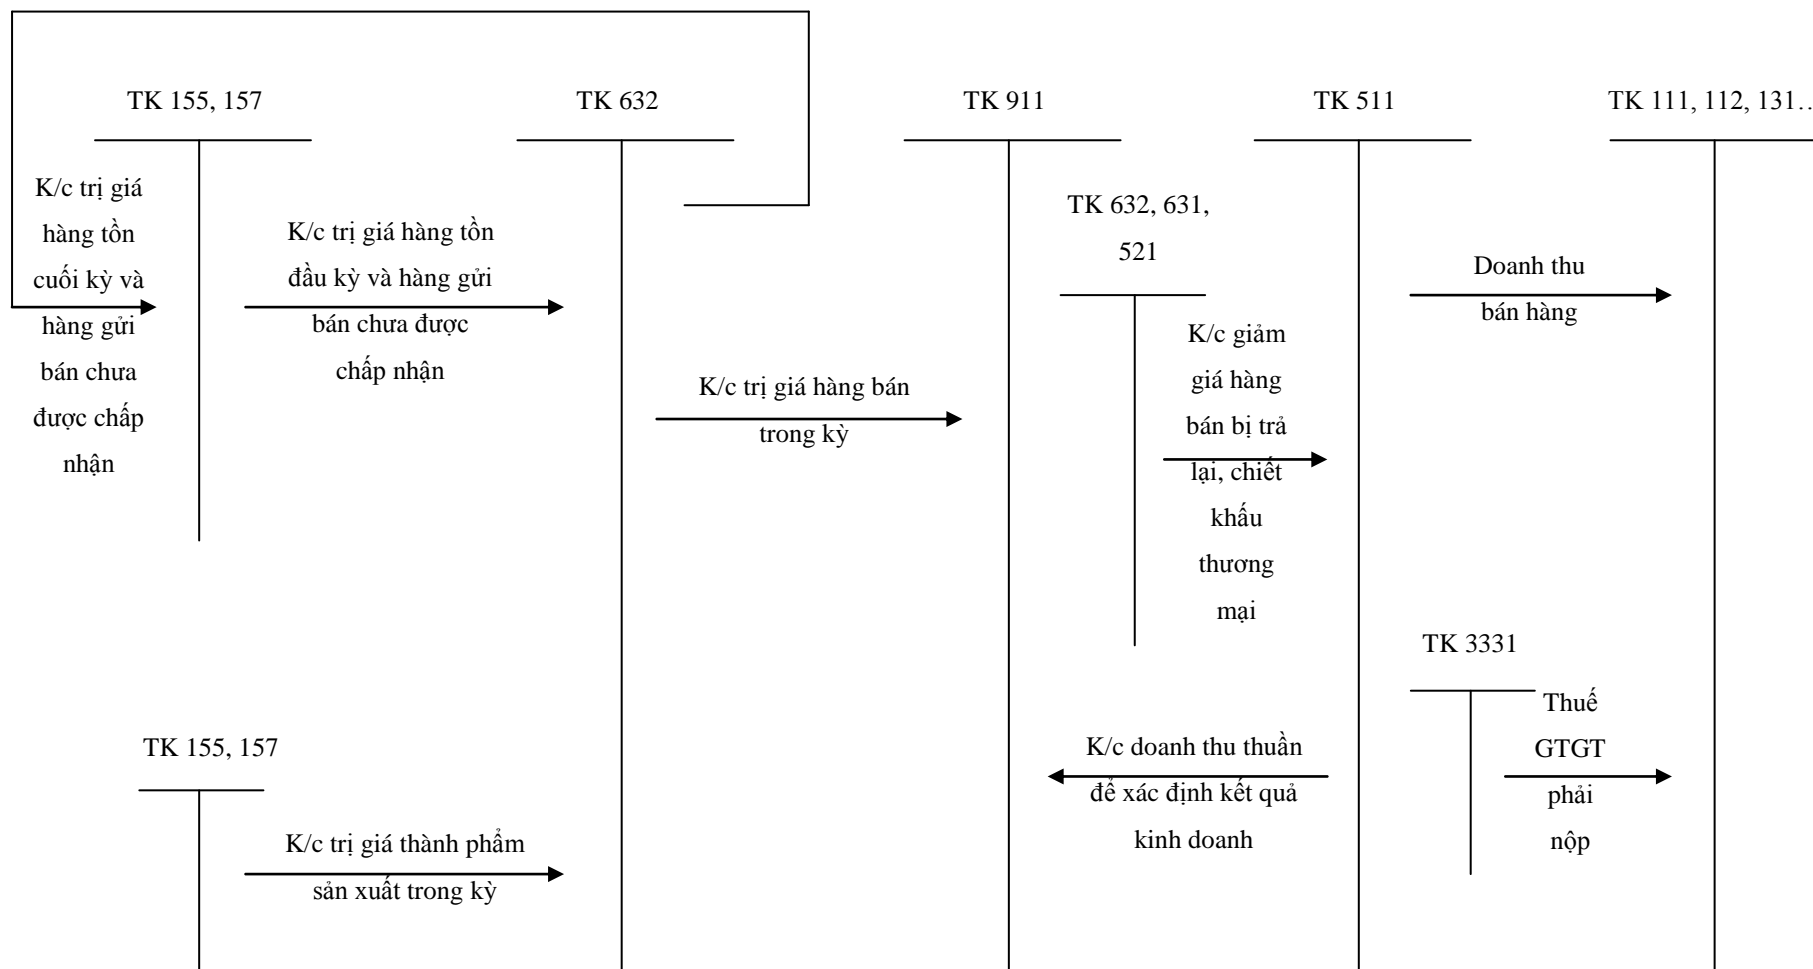 TK 155, 157
TK 632
TK 911
TK 511
TK 111, 112, 131…
K/c trị giá
hàng tồn
cuối kỳ và
hàng gửi
bán chưa
được chấp
nhận
K/c trị giá hàng tồn
đầu kỳ và hàng gửi
bán chưa được
chấp nhận
K/c trị giá hàng bán
trong kỳ
TK 632, 631,
521
K/c giảm
giá hàng
bán bị trả
lại, chiết
khấu
thương
mại
Doanh thu
bán hàng
TK 3331
Thuế
GTGT
phải
nộp
TK 155, 157
K/c trị giá thành phẩm
sản xuất trong kỳ
K/c doanh thu thuần
để xác định kết quả
kinh doanh